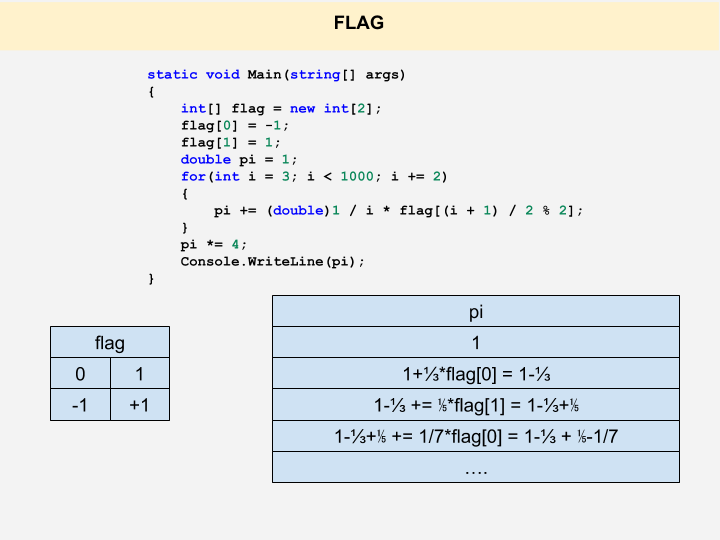 FLAG
static void Main(string[] args)
{
    int[] flag = new int[2];
    flag[0] = -1;
    flag[1] = 1;
    double pi = 1;
    for(int i = 3; i < 1000; i += 2)
    {
        pi += (double)1 / i * flag[(i + 1) / 2 % 2];
    }
    pi *= 4;
    Console.WriteLine(pi);
}
flag
0 1
-1 +1
pi
1
1+⅓*flag[0] = 1-⅓
1-⅓ += ⅕*flag[1] = 1-⅓+⅕
1-⅓+⅕ += 1/7*flag[0] = 1-⅓ + ⅕-1/7
….